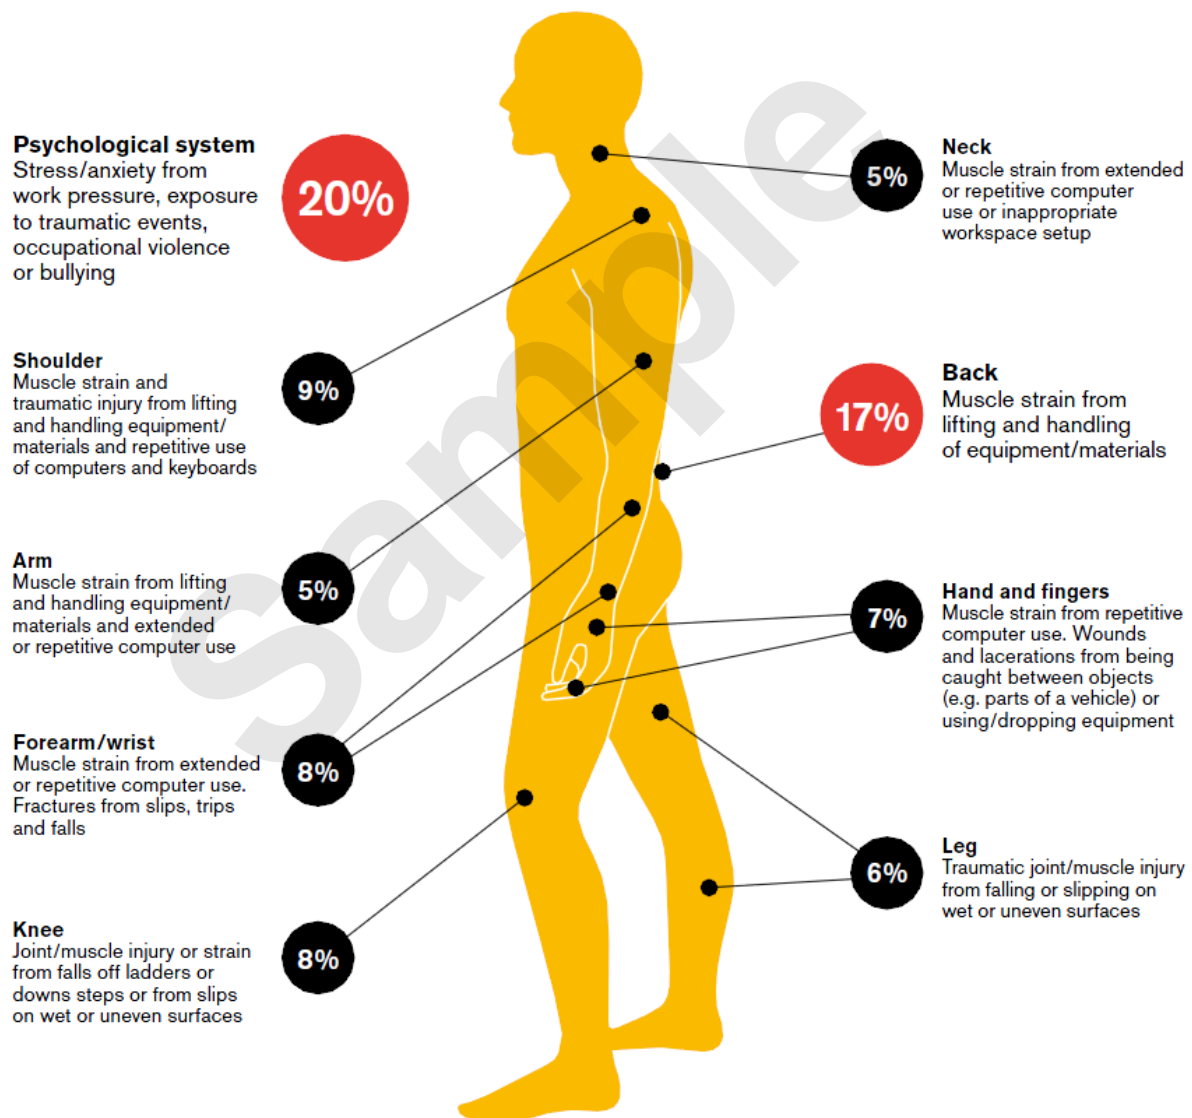 Psychological system
Stress/anxiety from
work pressure, exposure
to traumatic events,
occupational violence
or bullying
20%
Shoulder
Muscle strain and
traumatic injury from lifting
and handling equipment/
materials and repetitive use
of computers and keyboards
9%
Arm
Muscle strain from lifting
and handling equipment/
materials and extended
or repetitive computer use
5%
Forearm/wrist
Muscle strain from extended
or repetitive computer use.
Fractures from slips, trips
and falls
8%
Knee
Joint/muscle injury or strain
from falls off ladders or
downs steps or from slips
on wet or uneven surfaces
8%
Neck
Muscle strain from extended
or repetitive computer
use or inappropriate
workspace setup
5%
Back
Muscle strain from
lifting and handling
of equipment/materials
17%
Hand and fingers
Muscle strain from repetitive
computer use. Wounds
and lacerations from being
caught between objects
(e.g. parts of a vehicle) or
using/dropping equipment
7%
Leg
Traumatic joint/muscle injury
from falling or slipping on
wet or uneven surfaces
6%
Sample